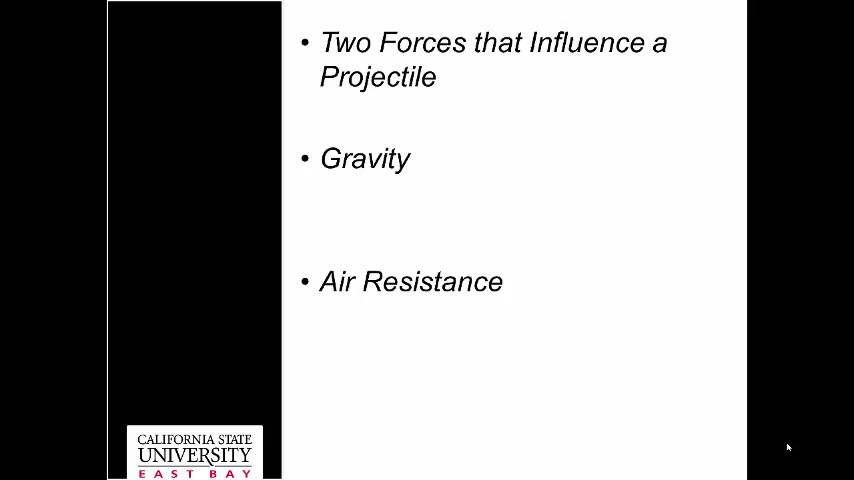 • Two Forces that Influence a
Projectile
• Gravity
• Air Resistance
CALIFORNIA STATE
UNIVERSITY
EAST BAY